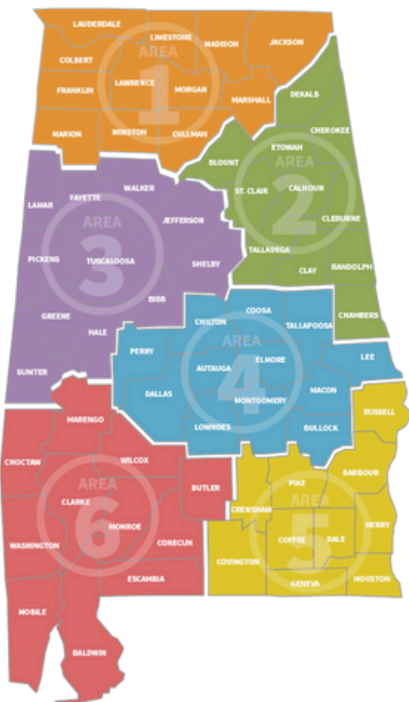 LAUDERDALE
LIMESTONE
MADISON
JACKSON
COLBERT
AREA
1
FRANKLIN
LAWRENCE
MORGAN
MARSHALL
MARION
WINSTON
CULLMAN
DEKALB
CHEROKEE
ETOWAH
BLOUNT
AREA
2
ST. CLAIR
CALHOUN
CLEBURNE
TALLADEGA
CLAY
RANDOLPH
CHAMBERS
WALKER
FAYETTE
LAMAR
JEFFERSON
AREA
3
PICKENS
TUSCALOOSA
SHELBY
BIBB
GREENE
HALE
SUMTER
COOSA
CHILTON
TALLAPOOSA
AREA
4
PERRY
LEE
ELMORE
AUTAUGA
DALLAS
MACON
MONTGOMERY
LOWNDES
BULLOCK
RUSSELL
BARBOUR
PIKE
AREA
5
CRENSHAW
HENRY
COFFEE
DALE
COVINGTON
GENEVA
HOUSTON
MARENGO
CHOCTAW
WILCOX
BUTLER
AREA
6
CLARKE
MONROE
CONECUH
WASHINGTON
ESCAMBIA
MOBILE
BALDWIN